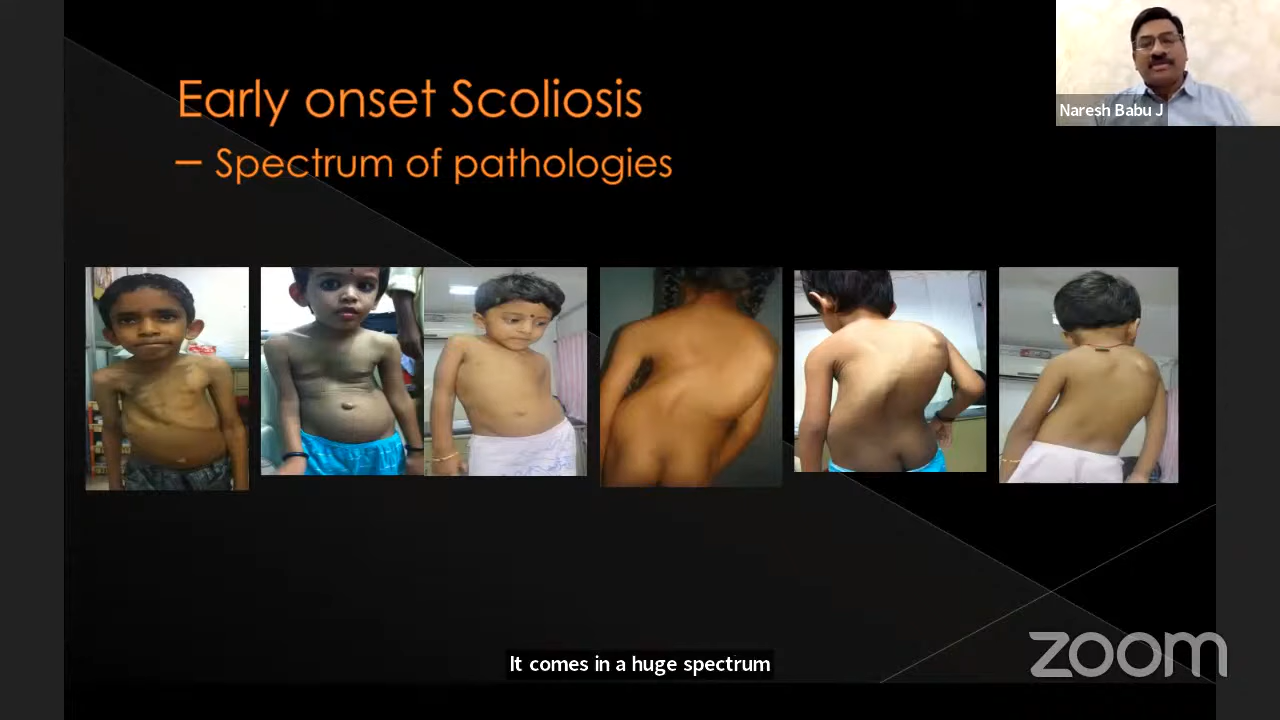 Early onset Scoliosis
– Spectrum of pathologies
Naresh Babu J
It comes in a huge spectrum
zoom